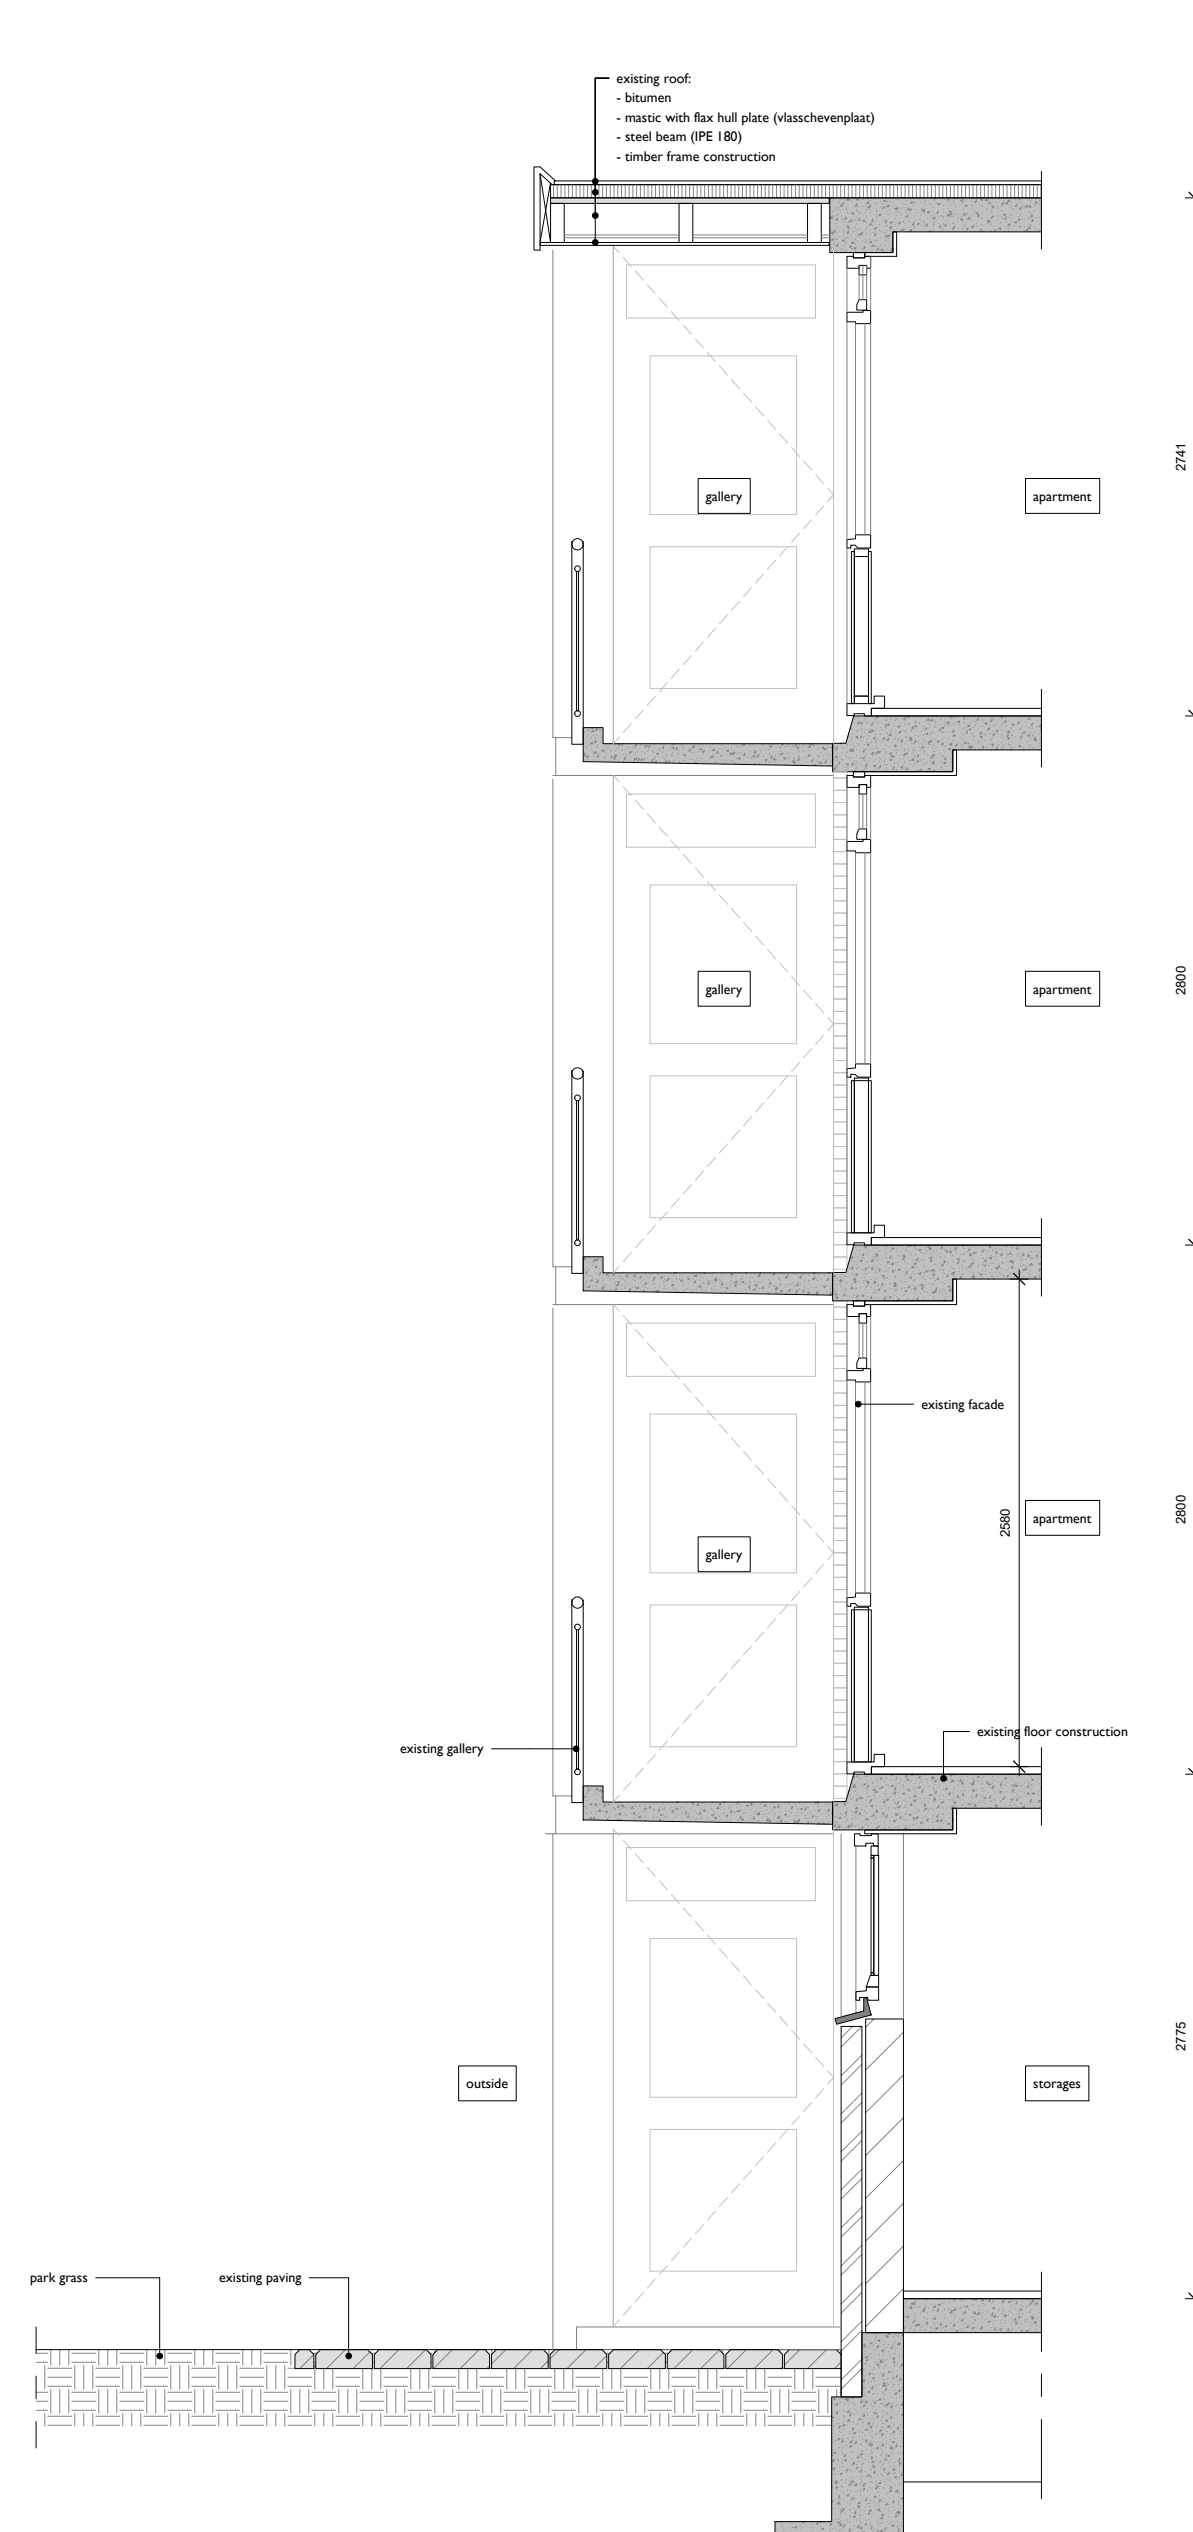 existing roof:
- bitumen
- mastic with flax hull plate (vlasschevenplaat)
- steel beam (IPE 180)
- timber frame construction
2741
gallery
apartment
2800
gallery
apartment
existing facade
2800
2580
apartment
gallery
existing floor construction
existing gallery
2775
outside
storages
park grass
existing paving